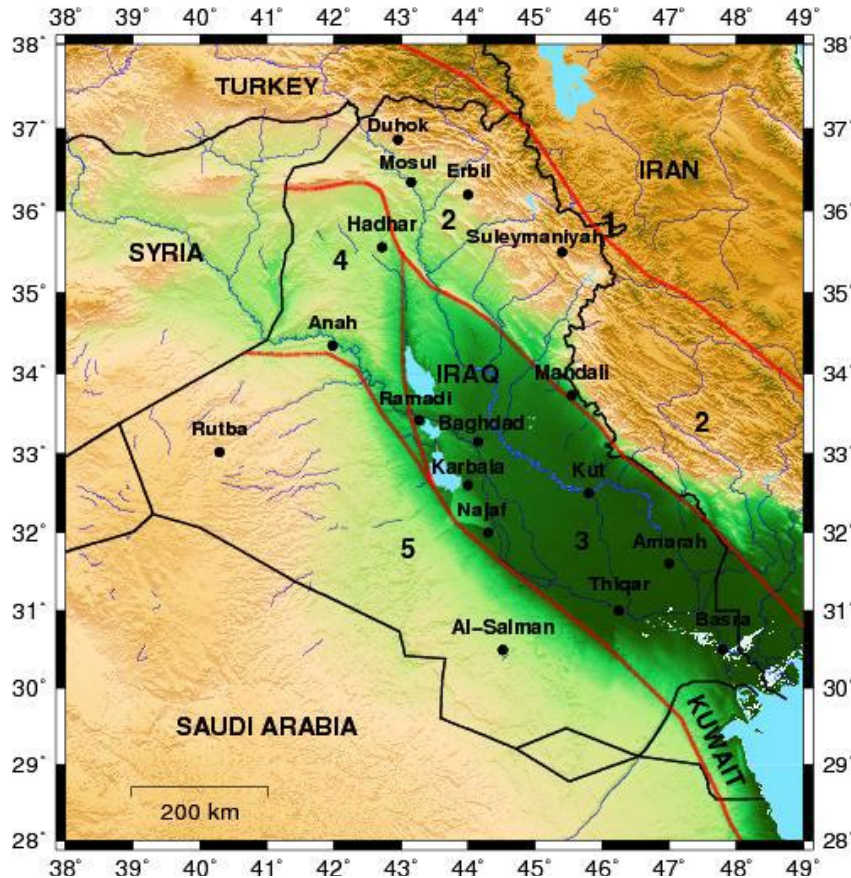 38° 39° 40° 41° 42° 43° 44° 45° 46° 47° 48° 49°
38° 38°
TURKEY
37° 37°
Duhok
Mosul
Erbil
IRAN
36° 36°
2
1
Hadhar
Suleymaniyah
SYRIA
4
35° 35°
Anah
34° 34°
IRAQ
Mandali
Ramadi
Rutba
Baghdad
2
33° 33°
Karbala
Kut
Najaf
32° 32°
5
3
Amarah
Thiqar
31° 31°
Al-Salman
Basra
30° 30°
SAUDI ARABIA
KUWAIT
29° 29°
200 km
28° 28°
38° 39° 40° 41° 42° 43° 44° 45° 46° 47° 48° 49°